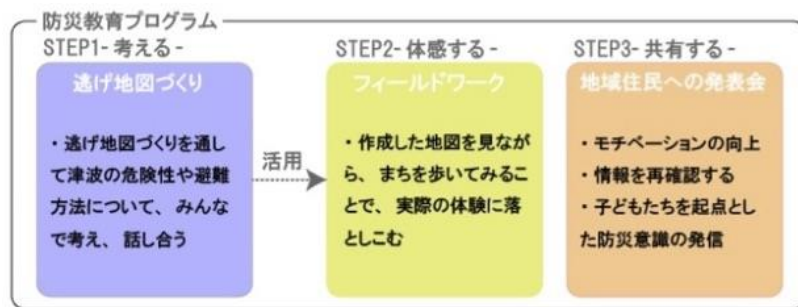 防災教育プログラム
STEP1- 考える -
逃げ地図づくり
・逃げ地図づくりを通し
て津波の危険性や避難
方法について、みんな
で考え、話し合う
活用
STEP2- 体感する -
フィールドワーク
・作成した地図を見なが
ら、まちを歩いてみるこ
とで、実際の体験に落
としこむ
STEP3- 共有する -
地域住民への発表会
・モチベーションの向上
・情報を再確認する
・子どもたちを起点とし
た防災意識の発信